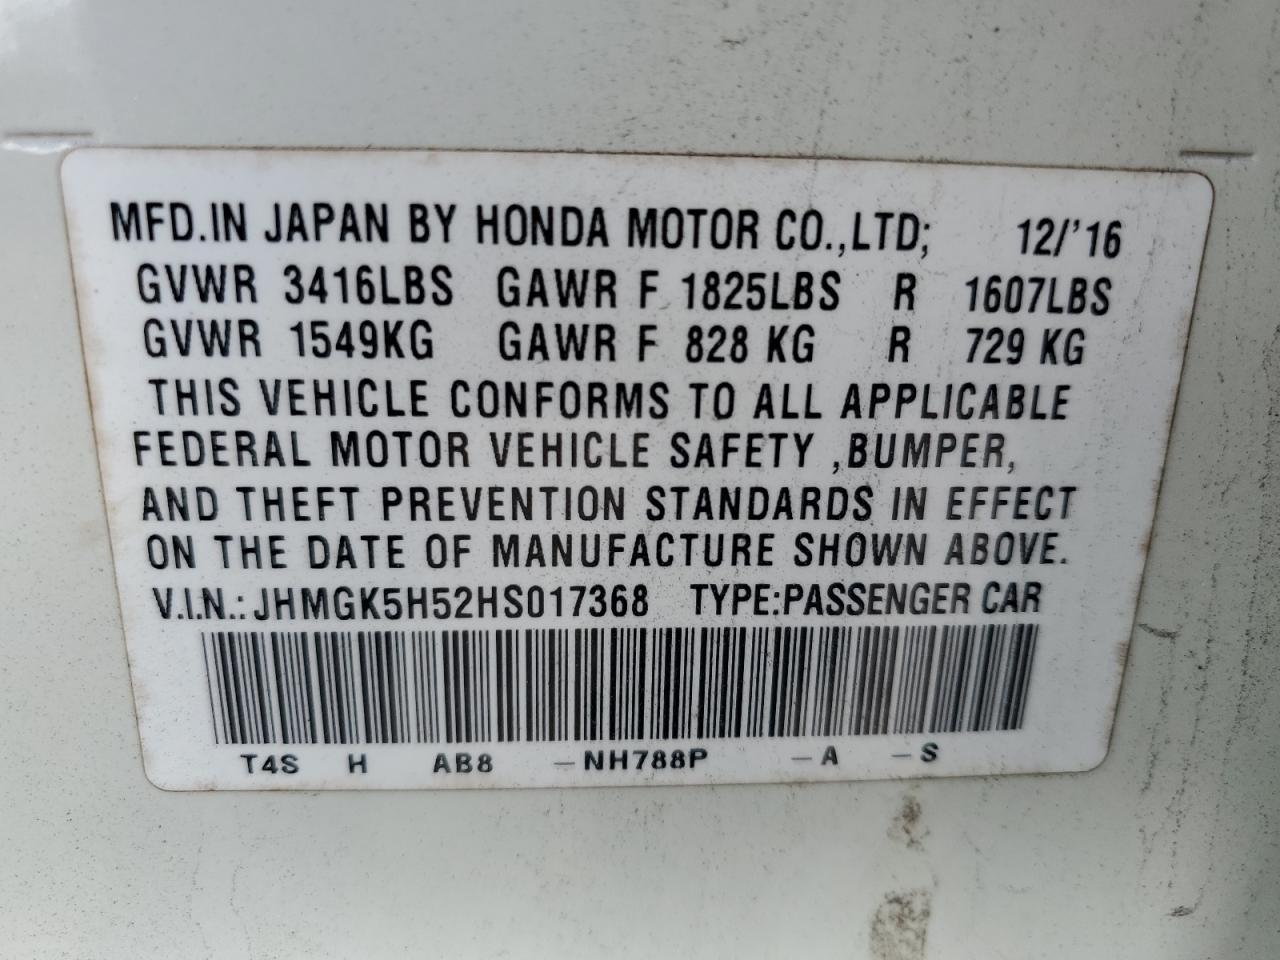 MFD.IN JAPAN BY HONDA MOTOR CO.,LTD; 12/'16
GVWR 3416LBS GAWR F 1825LBS R 1607LBS
GVWR 1549KG GAWR F 828 KG R 729 KG
THIS VEHICLE CONFORMS TO ALL APPLICABLE
FEDERAL MOTOR VEHICLE SAFETY ,BUMPER,
AND THEFT PREVENTION STANDARDS IN EFFECT
ON THE DATE OF MANUFACTURE SHOWN ABOVE.
V.I.N.: JHMGK5H52HS017368 TYPE:PASSENGER CAR
T4S H AB8 -NH788P -A -S